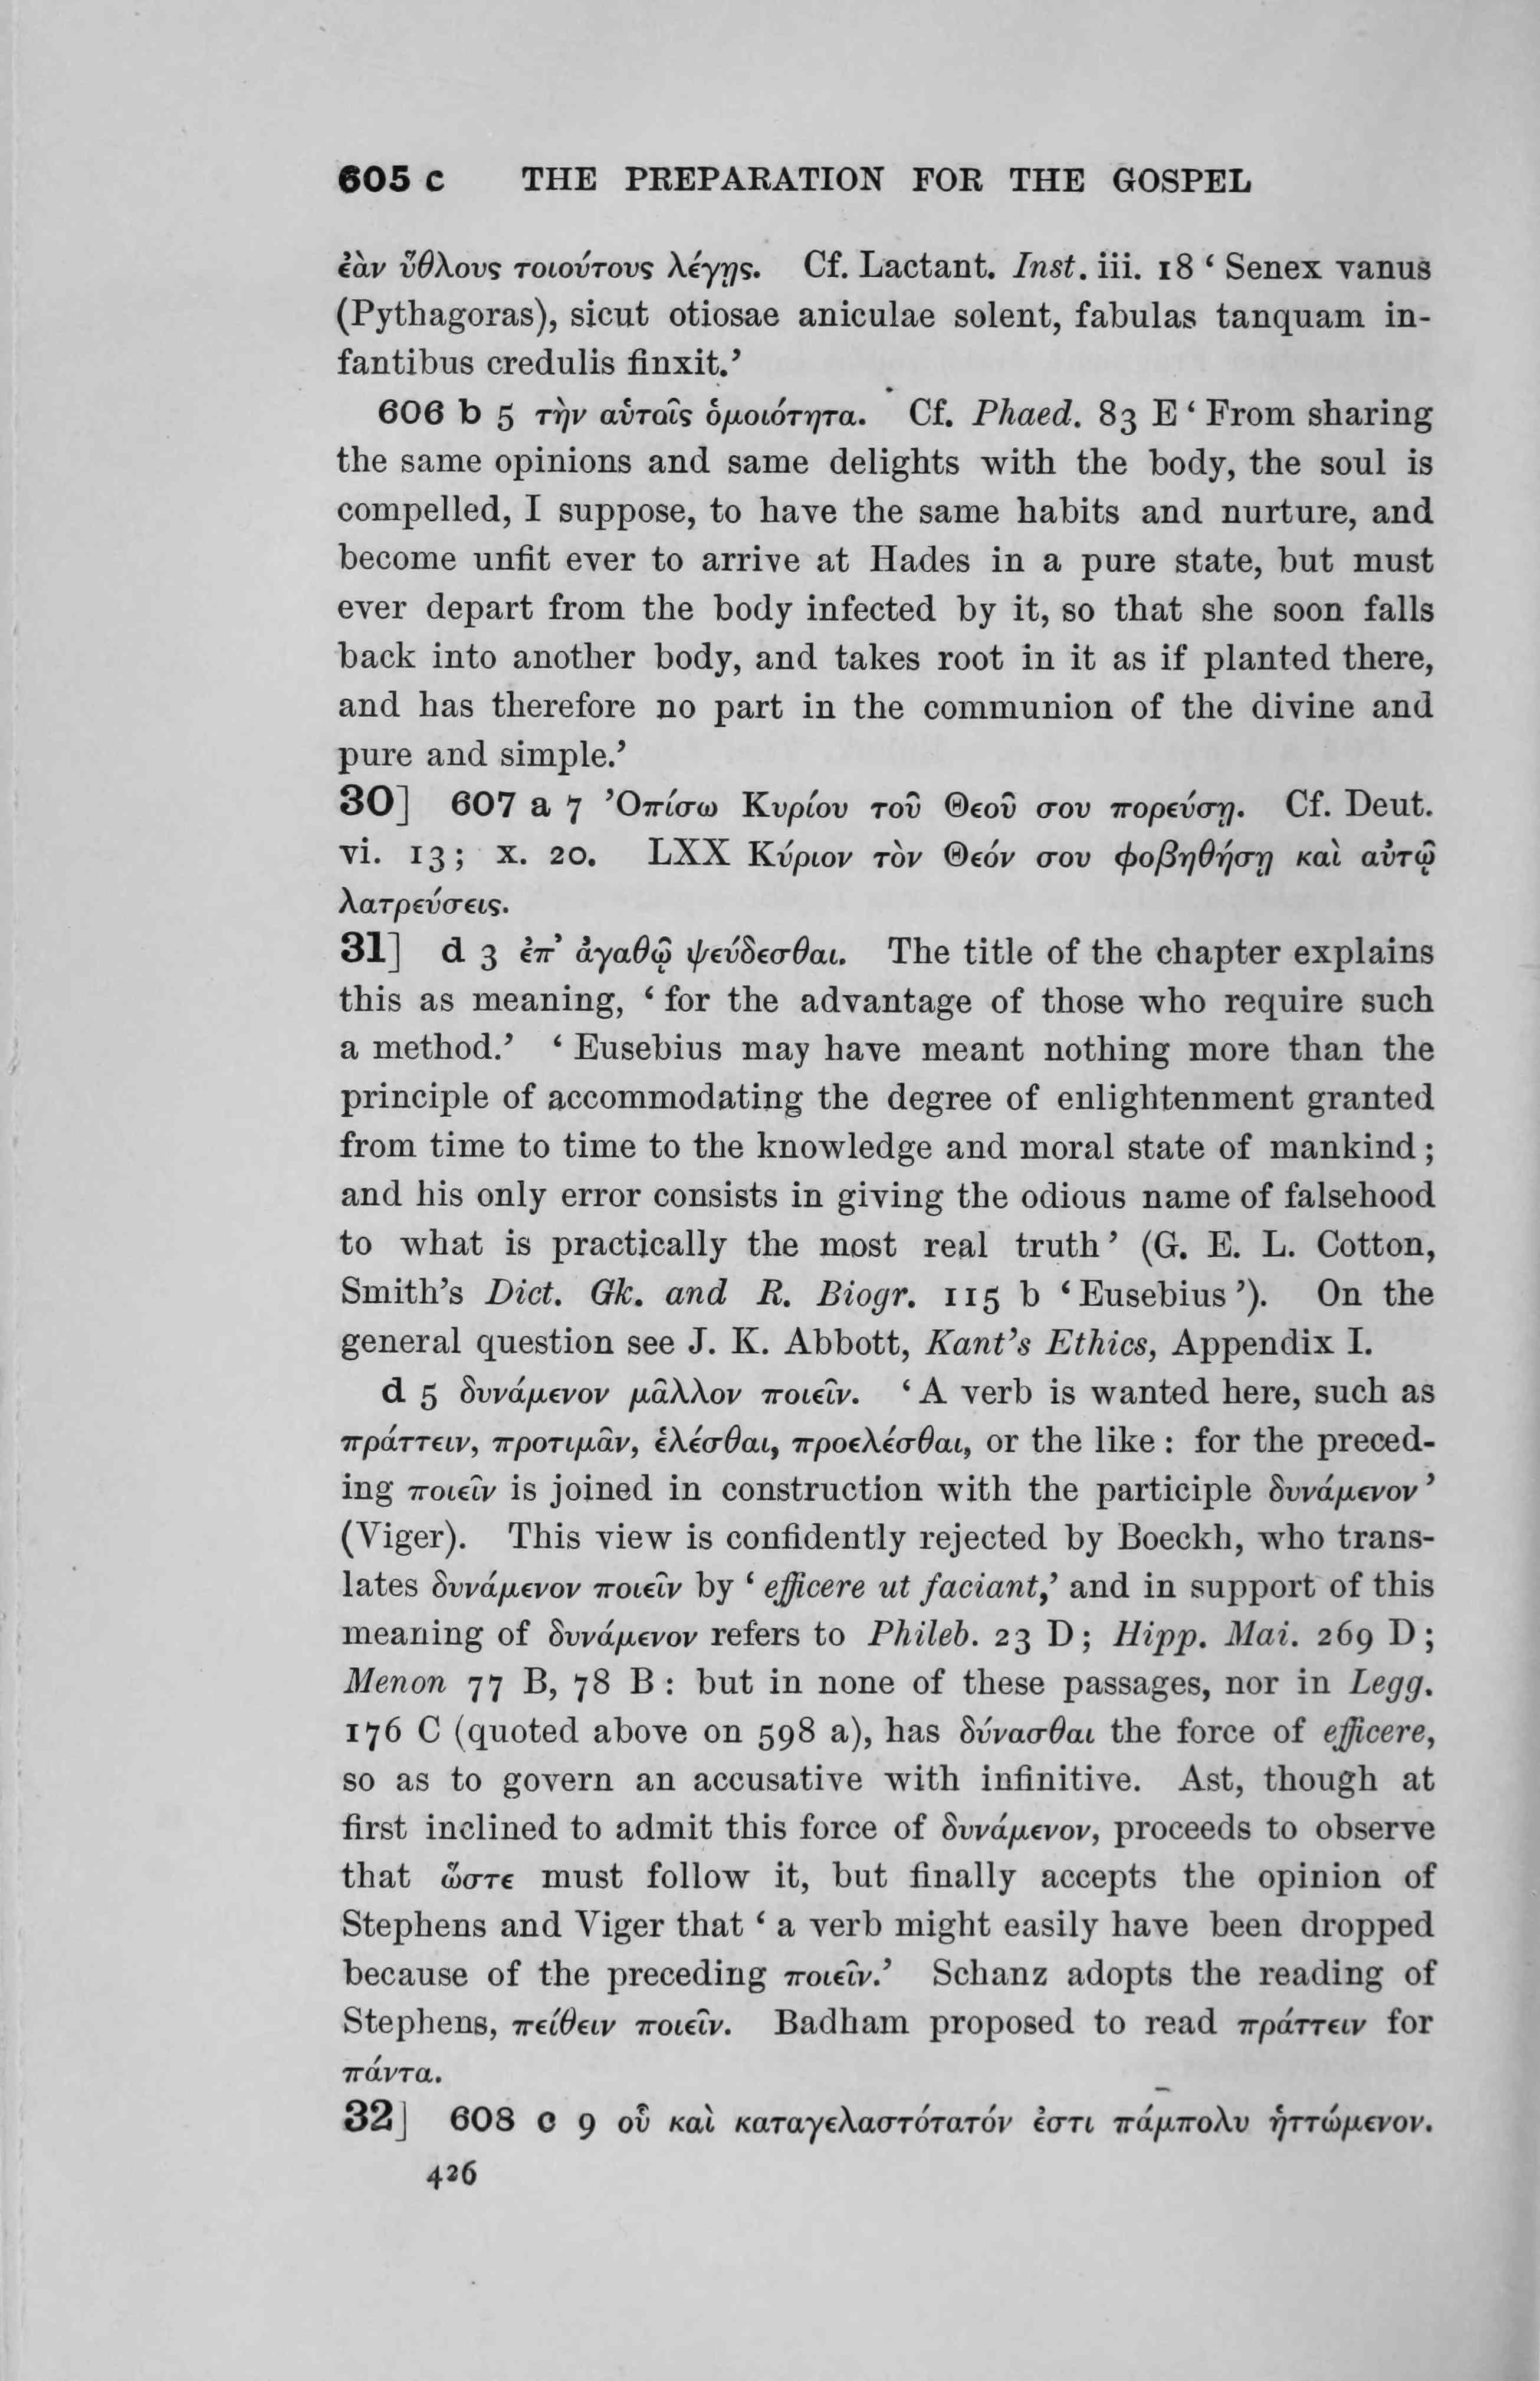 605 c THE PREPARATION FOR THE GOSPEL
ἐὰν ὕθλους τοιούτους λέγῃς. Cf. Lactant. Inst. iii. 18 ‘ Senex vanus
(Pythagoras), sicut otiosae aniculae solent, fabulas tanquam in-
fantibus credulis finxit.’
606 b 5 τὴν αὐταῖς ὁμοιότητα. Cf. Phaed. 83 E ‘ From sharing
the same opinions and same delights with the body, the soul is
compelled, I suppose, to have the same habits and nurture, and
become unfit ever to arrive at Hades in a pure state, but must
ever depart from the body infected by it, so that she soon falls
back into another body, and takes root in it as if planted there,
and has therefore no part in the communion of the divine and
pure and simple.’
30] 607 a 7 Ὀπίσω Κυρίου τοῦ Θεοῦ σου πορεύσῃ. Cf. Deut.
vi. 13 ; x. 20. LXX Κύριον τὸν Θεόν σου φοβηθήσῃ καὶ αὐτῷ
λατρεύσεις.
31] d 3 ἐπ’ ἀγαθῷ ψεύδεσθαι. The title of the chapter explains
this as meaning, ‘ for the advantage of those who require such
a method.’ ‘ Eusebius may have meant nothing more than the
principle of accommodating the degree of enlightenment granted
from time to time to the knowledge and moral state of mankind ;
and his only error consists in giving the odious name of falsehood
to what is practically the most real truth ’ (G. E. L. Cotton,
Smith’s Dict. Gk. and R. Biogr. 115 b ‘ Eusebius ’). On the
general question see J. K. Abbott, Kant’s Ethics, Appendix I.
d 5 δυνάμενον μᾶλλον ποιεῖν. ‘ A verb is wanted here, such as
πράττειν, προτιμᾶν, ἑλέσθαι, προελέσθαι, or the like : for the preced-
ing ποιεῖν is joined in construction with the participle δυνάμενον ’
(Viger). This view is confidently rejected by Boeckh, who trans-
lates δυνάμενον ποιεῖν by ‘ efficere ut faciant,’ and in support of this
meaning of δυνάμενον refers to Phileb. 23 D ; Hipp. Mai. 269 D ;
Menon 77 B, 78 B : but in none of these passages, nor in Legg.
176 C (quoted above on 598 a), has δύνασθαι the force of efficere,
so as to govern an accusative with infinitive. Ast, though at
first inclined to admit this force of δυνάμενον, proceeds to observe
that ὥστε must follow it, but finally accepts the opinion of
Stephens and Viger that ‘ a verb might easily have been dropped
because of the preceding ποιεῖν.’ Schanz adopts the reading of
Stephens, πείθειν ποιεῖν. Badham proposed to read πράττειν for
πάντα.
32] 608 c 9 οὗ καὶ καταγελαστότατόν ἐστι πάμπολυ ἡττώμενον.
426